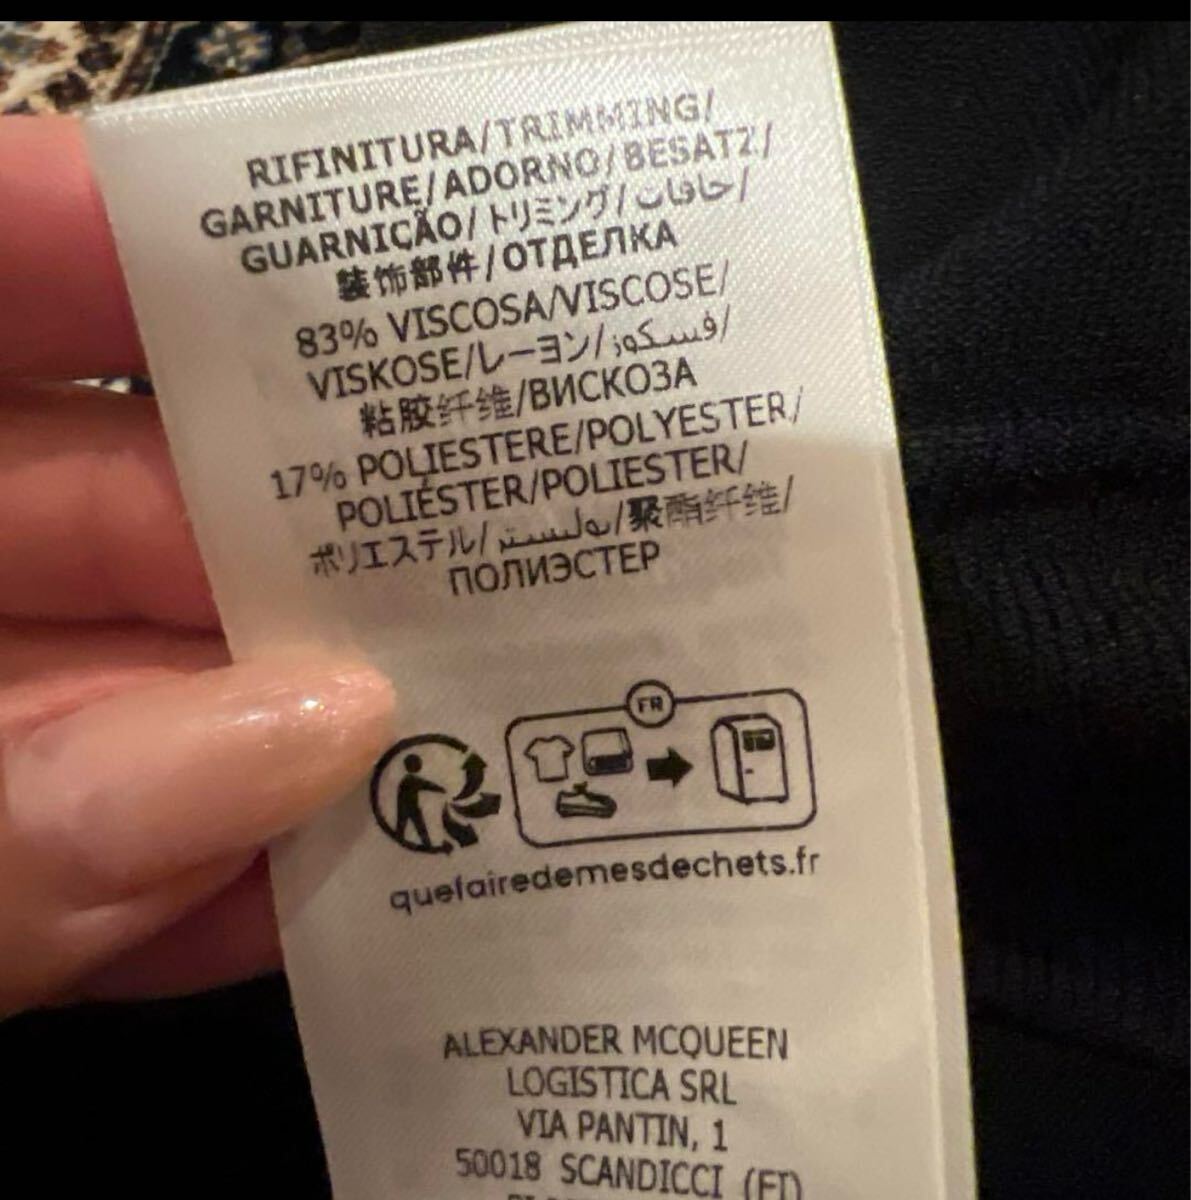 RIFINITURA/TRIMMING/
GARNITURE/ADORNO/BESATZ/
GUARNIÇÃO/トリミング/حافات/
装饰部件/ОТДЕЛКА
83% VISCOSA/VISCOSE/
VISKOSE/レーヨン/فسكوز/
粘胶纤维/ВИСКОЗА
17% POLIESTERE/POLYESTER/
POLIÉSTER/POLIESTER/
ポリエステル/بوليستر/聚酯纤维/
ПОЛИЭСТЕР
FR
quefairedemesdechets.fr
ALEXANDER MCQUEEN
LOGISTICA SRL
VIA PANTIN, 1
50018 SCANDICCI (FI)